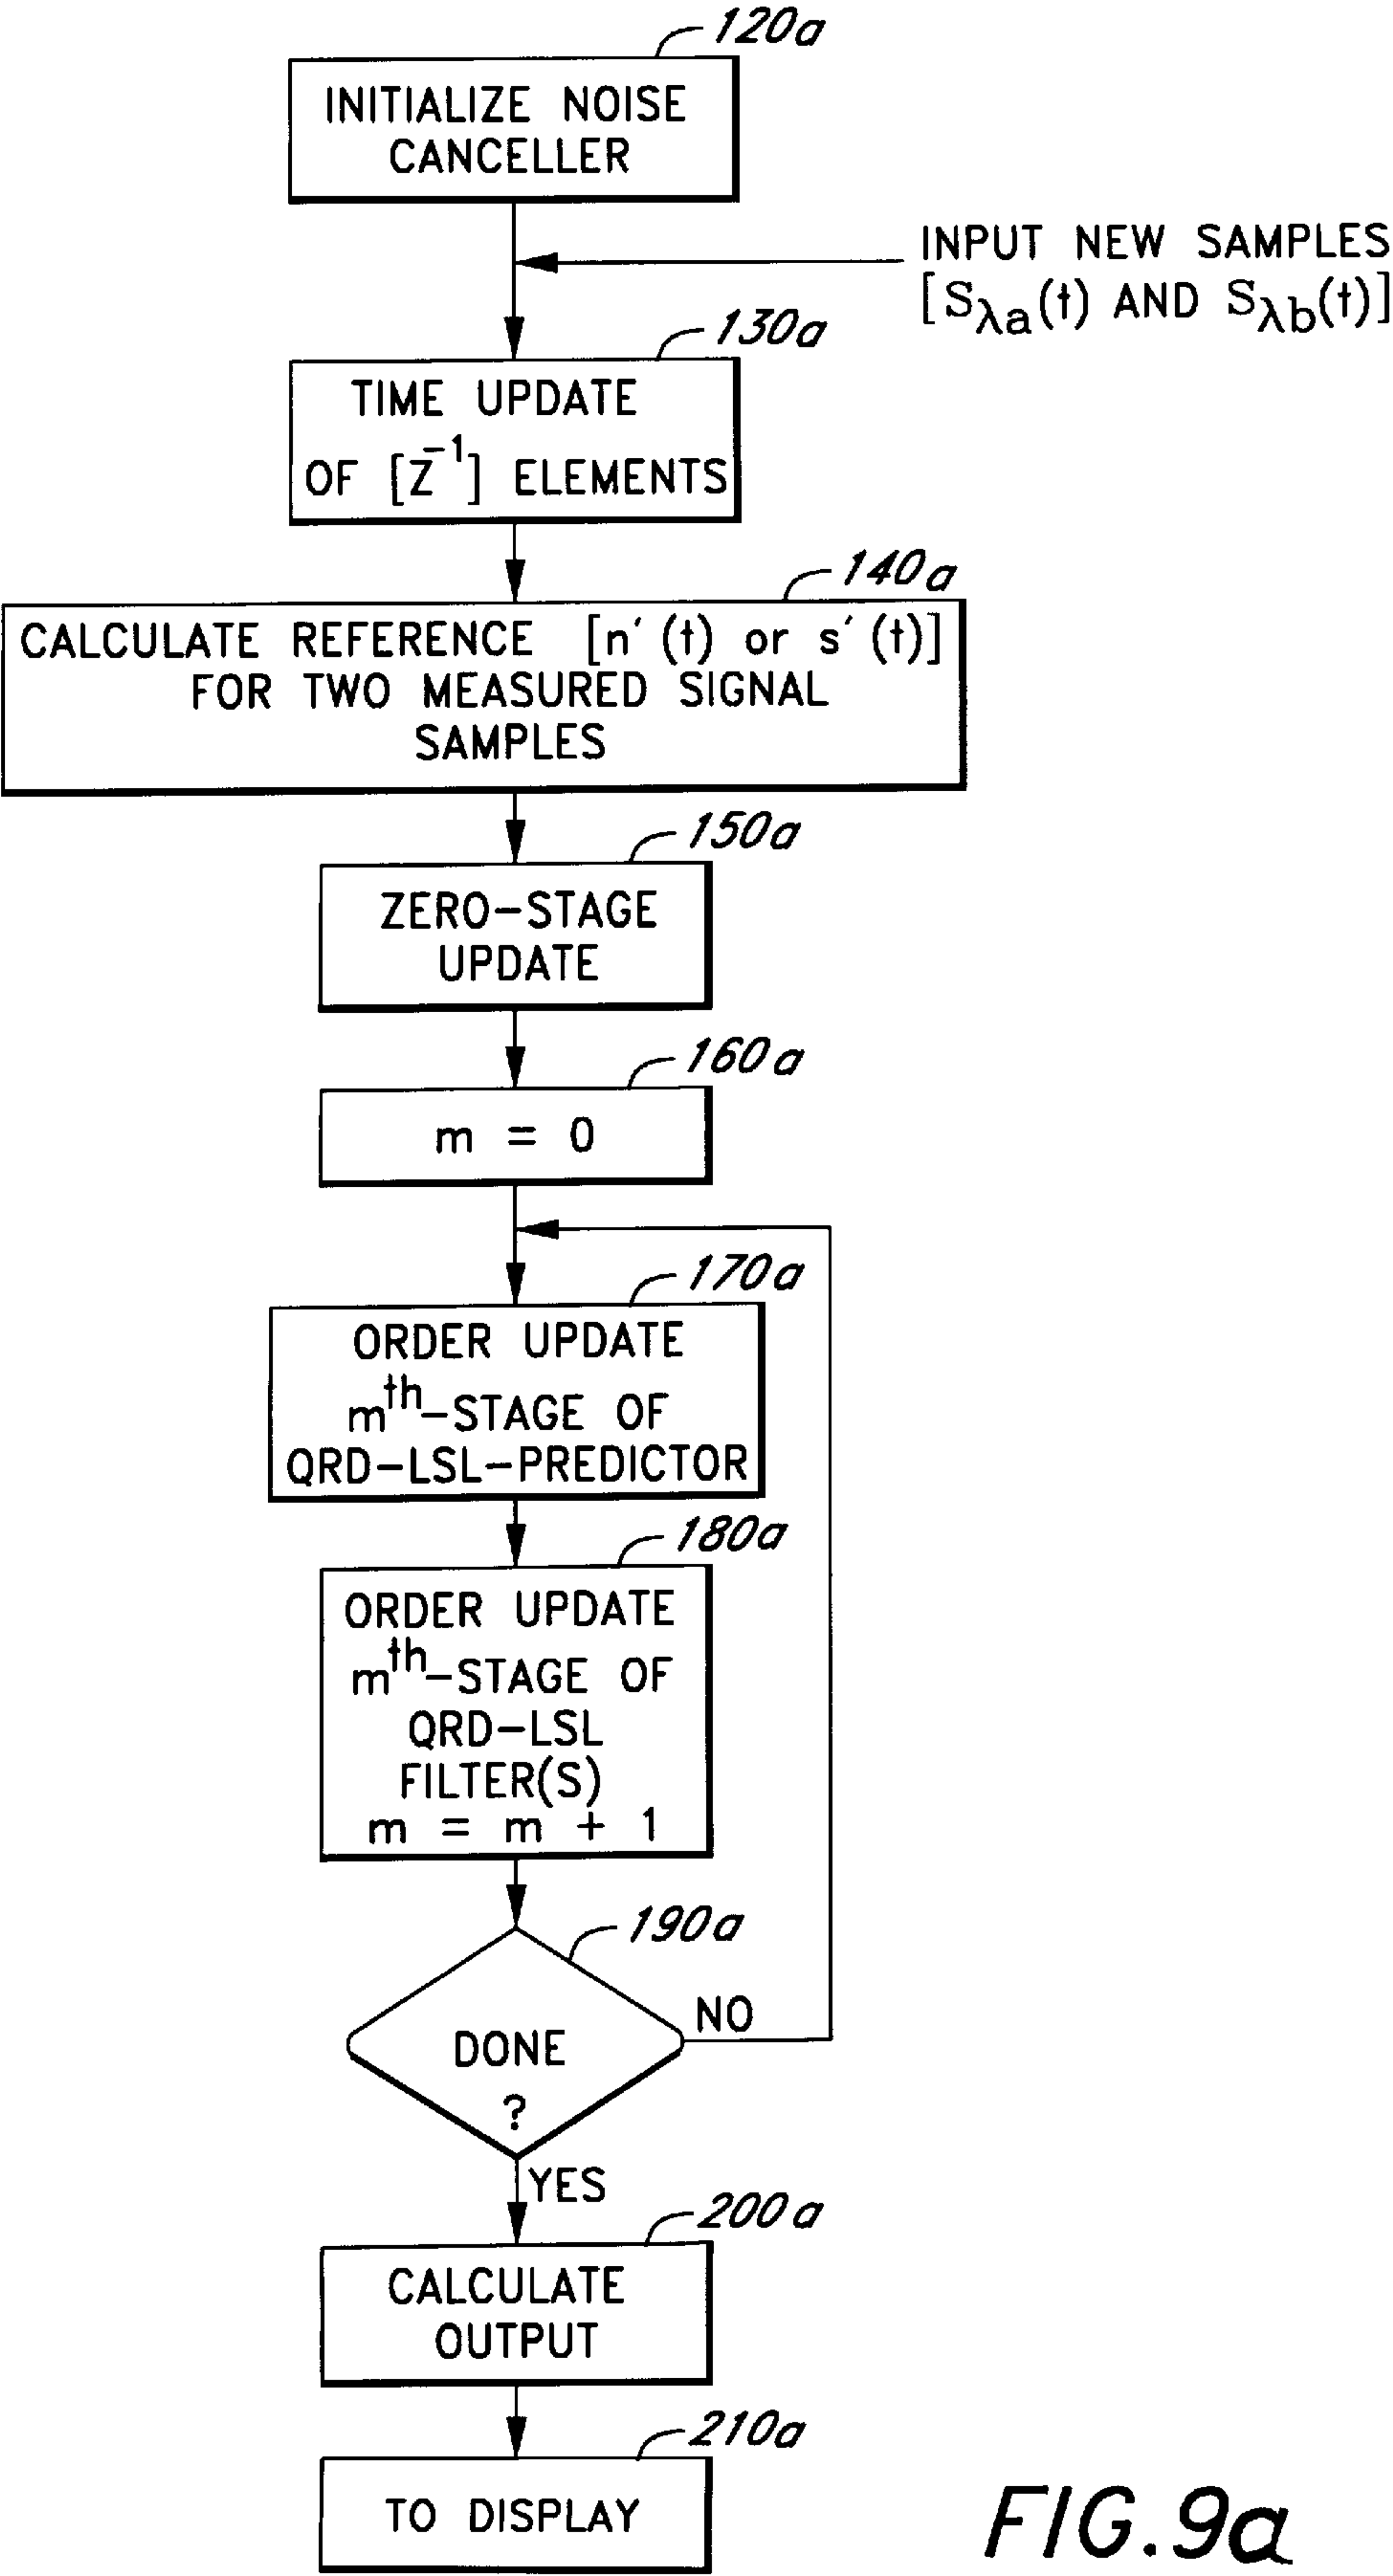 120a
INITIALIZE NOISE
CANCELLER
INPUT NEW SAMPLES
[Sλa(t) AND Sλb(t)]
130a
TIME UPDATE
OF [Z⁻¹] ELEMENTS
140a
CALCULATE REFERENCE [n′(t) or s′(t)]
FOR TWO MEASURED SIGNAL
SAMPLES
150a
ZERO-STAGE
UPDATE
160a
m = 0
170a
ORDER UPDATE
mth-STAGE OF
QRD-LSL-PREDICTOR
180a
ORDER UPDATE
mth-STAGE OF
QRD-LSL
FILTER(S)
m = m + 1
190a
DONE
?
NO
YES
200a
CALCULATE
OUTPUT
210a
TO DISPLAY
FIG.9a